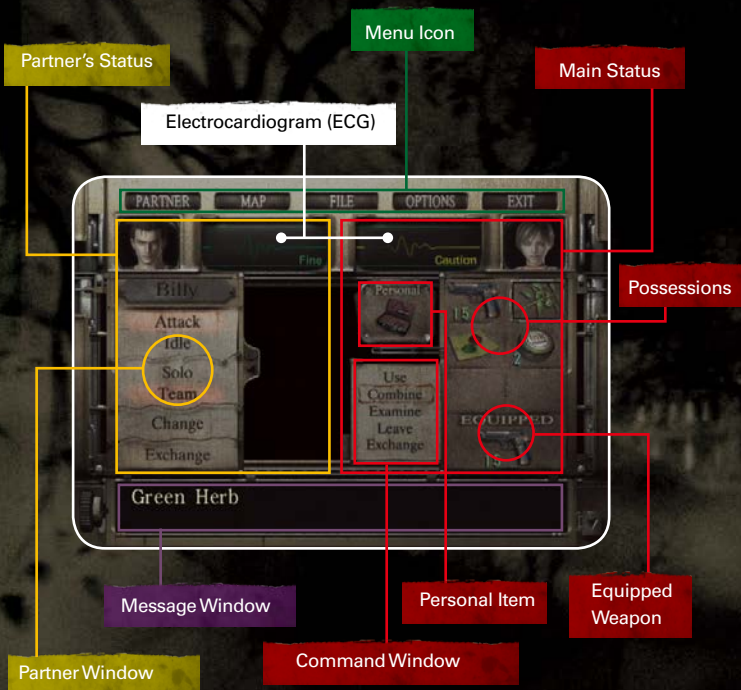 Menu Icon
Partner's Status
Main Status
Electrocardiogram (ECG)
PARTNER MAP FILE OPTIONS EXIT
Fine
Caution
Billy
Personal
Possessions
15
Attack
Idle
2
Solo
Team
Use
Combine
Change
Examine
EQUIPPED
Leave
Exchange
Exchange
15
Green Herb
Message Window
Personal Item
Equipped
Weapon
Partner Window
Command Window